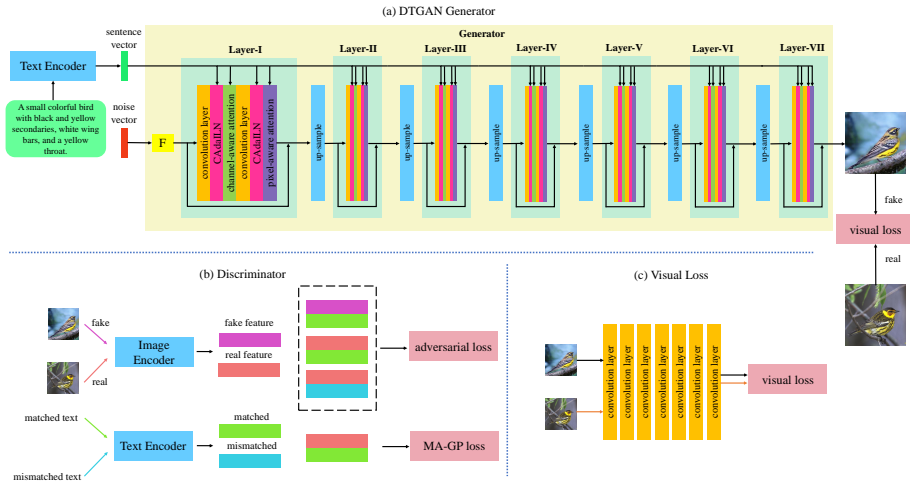 (a) DTGAN Generator
sentence
vector
Generator
Layer-I
Layer-II
Layer-III
Layer-IV
Layer-V
Layer-VI
Layer-VII
Text Encoder
A small colorful bird
with black and yellow
secondaries, white wing
bars, and a yellow
throat.
noise
vector
F
convolution layer
CAdaILN
channel-aware attention
convolution layer
CAdaILN
pixel-aware attention
up-sample
up-sample
up-sample
up-sample
up-sample
up-sample
fake
visual loss
real
(b) Discriminator
fake
real
Image
Encoder
fake feature
real feature
adversarial loss
matched text
mismatched text
Text Encoder
matched
mismatched
MA-GP loss
(c) Visual Loss
convolution layer
convolution layer
convolution layer
convolution layer
convolution layer
convolution layer
convolution layer
visual loss